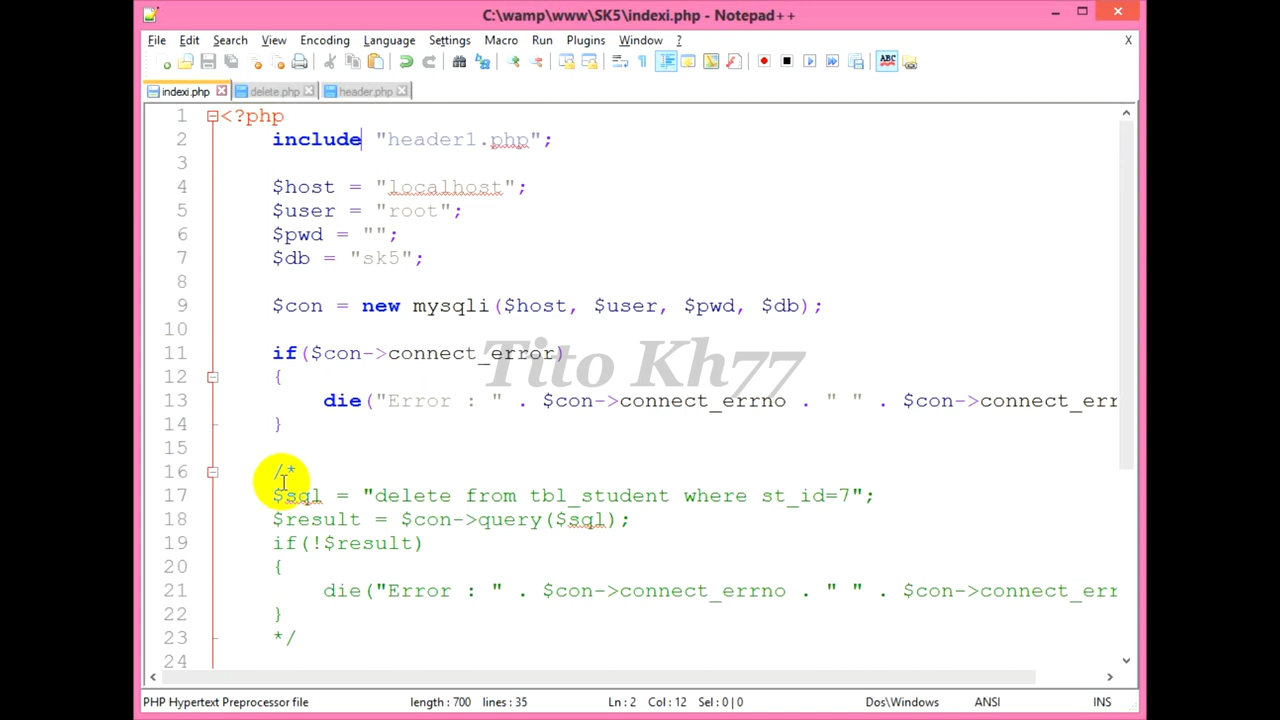 C:\wamp\www\SK5\indexi.php - Notepad++
File Edit Search View Encoding Language Settings Macro Run Plugins Window ? X
ABC
indexi.php delete.php header.php
1 <?php
2 include "header1.php";
3
4 $host = "localhost";
5 $user = "root";
6 $pwd = "";
7 $db = "sk5";
8
9 $con = new mysqli($host, $user, $pwd, $db);
10
11 if($con->connect_error)
12 {
13 die("Error : " . $con->connect_errno . " " . $con->connect_err
14 }
15
16 /*
17 $sql = "delete from tbl_student where st_id=7";
18 $result = $con->query($sql);
19 if(!$result)
20 {
21 die("Error : " . $con->connect_errno . " " . $con->connect_err
22 }
23 */
24
Tito Kh77
PHP Hypertext Preprocessor file length : 700 lines : 35 Ln : 2 Col : 12 Sel : 0 | 0 Dos\Windows ANSI INS